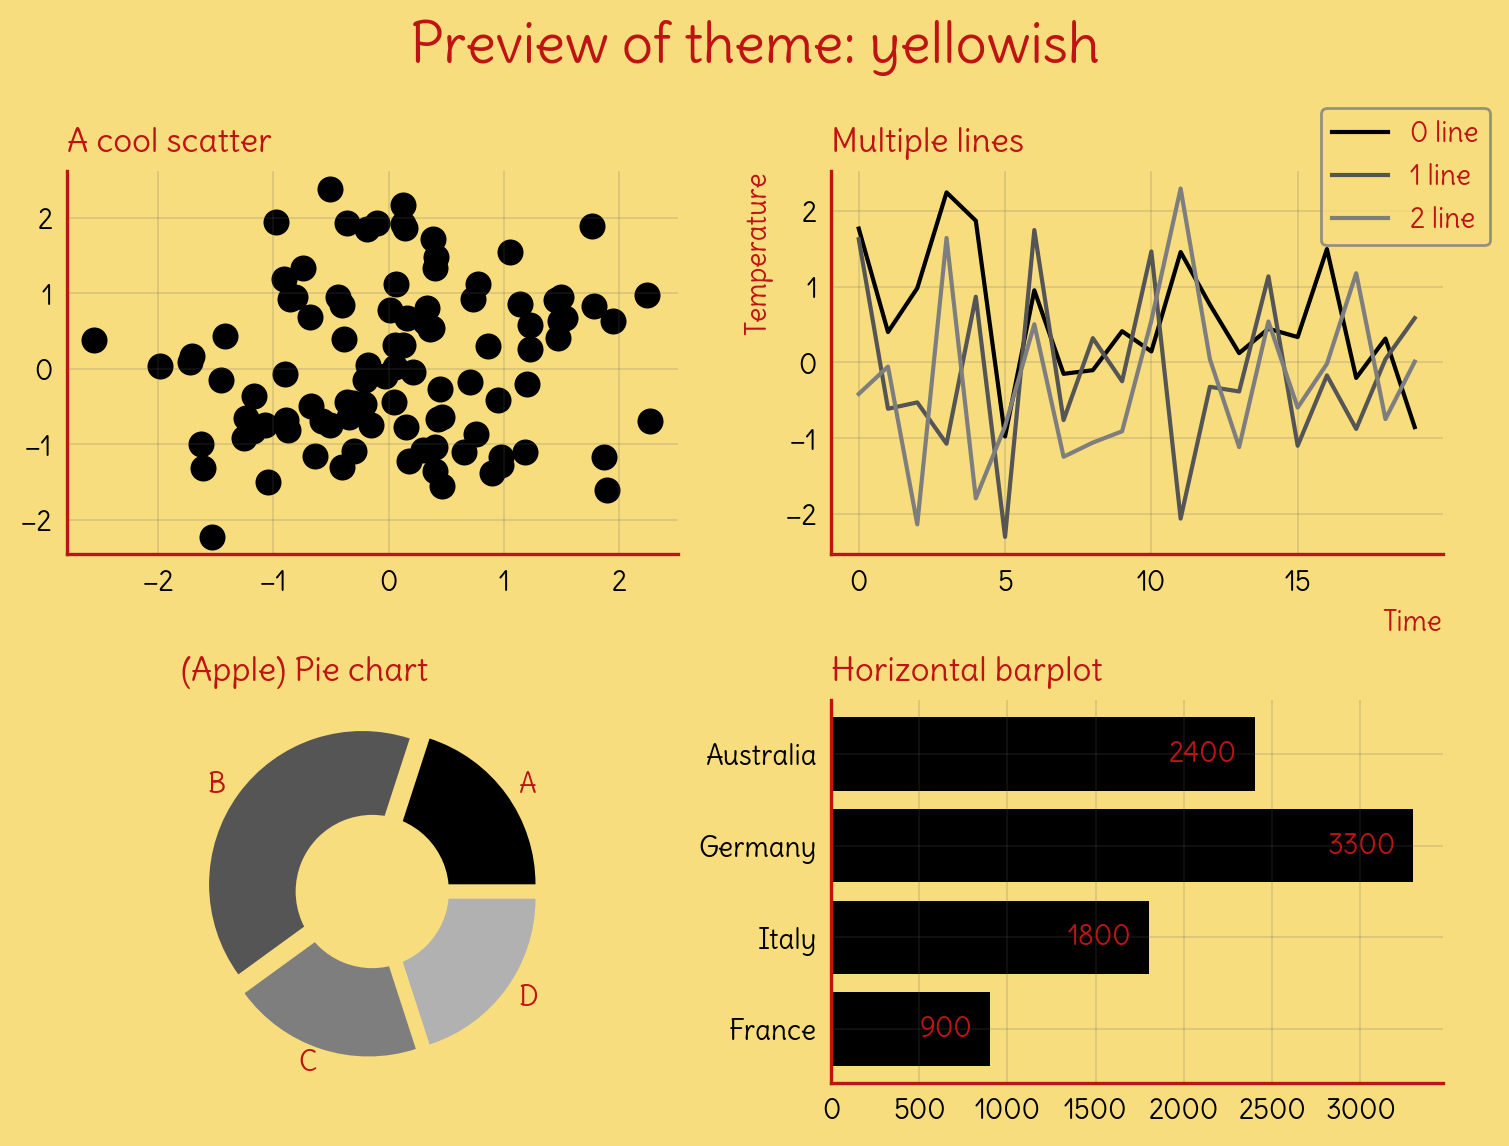 Preview of theme: yellowish
A cool scatter
2
1
0
−1
−2
−2 −1 0 1 2
Multiple lines
0 line
1 line
2 line
Temperature
2
1
0
−1
−2
0 5 10 15
Time
(Apple) Pie chart
B
A
D
C
Horizontal barplot
Australia 2400
Germany 3300
Italy 1800
France 900
0 500 1000 1500 2000 2500 3000